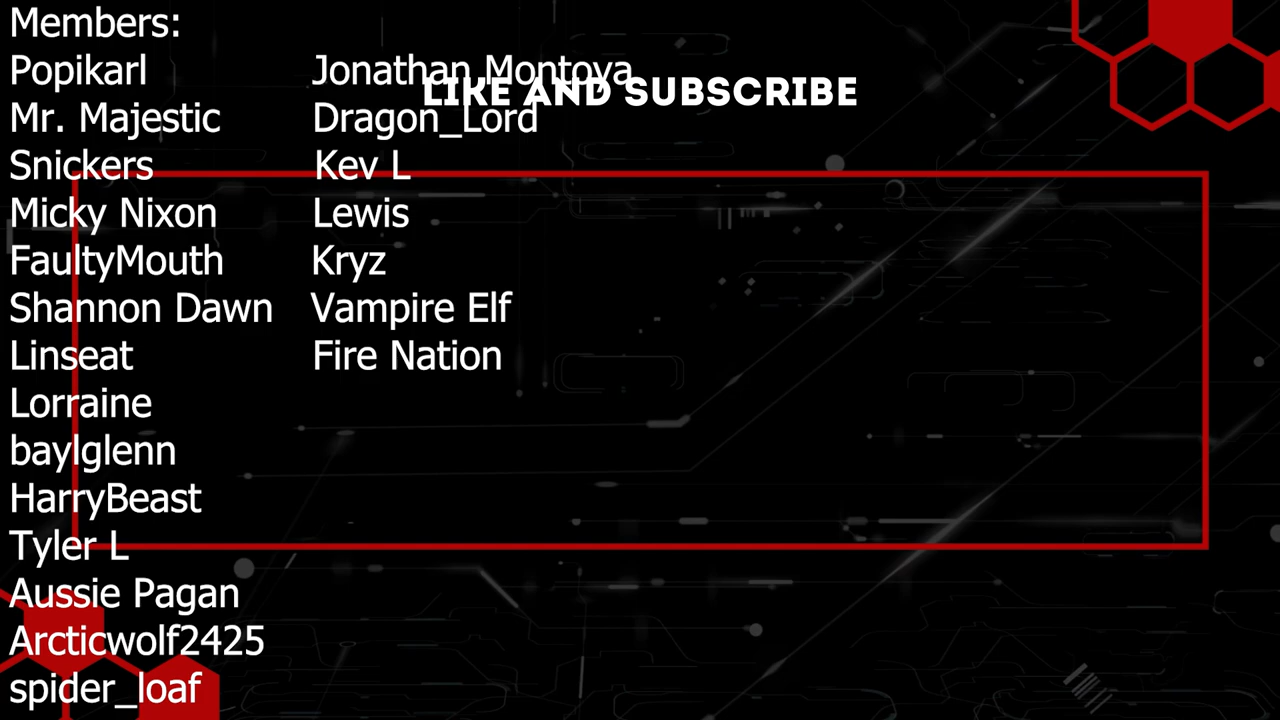 Members:
Popikarl
Mr. Majestic
Snickers
Micky Nixon
FaultyMouth
Shannon Dawn
Linseat
Lorraine
baylglenn
HarryBeast
Tyler L
Aussie Pagan
Arcticwolf2425
spider_loaf
Jonathan Montoya
Dragon_Lord
Kev L
Lewis
Kryz
Vampire Elf
Fire Nation
LIKE AND SUBSCRIBE